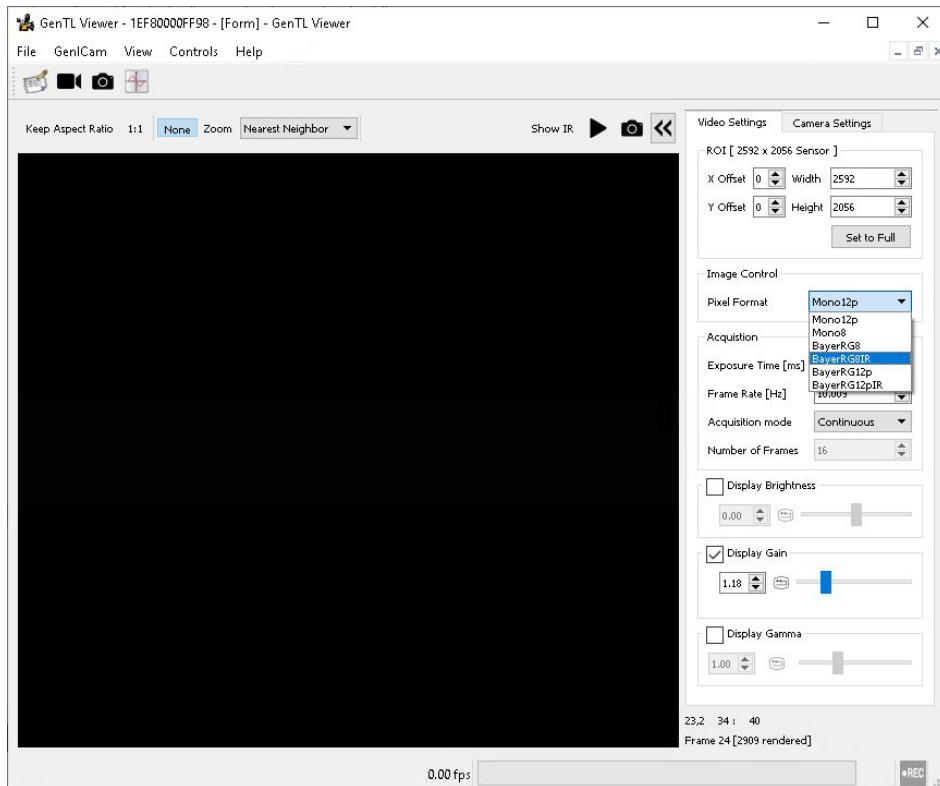 GenTL Viewer - 1EF80000FF98 - [Form] - GenTL Viewer
File GenICam View Controls Help
Keep Aspect Ratio 1:1 None Zoom Nearest Neighbor Show IR
Video Settings Camera Settings
ROI [ 2592 x 2056 Sensor ]
X Offset 0 Width 2592
Y Offset 0 Height 2056
Set to Full
Image Control
Pixel Format Mono12p
Mono12p
Mono8
BayerRG8
BayerRG8IR
BayerRG12p
BayerRG12pIR
Acquistion
Exposure Time [ms]
Frame Rate [Hz] 10.009
Acquisition mode Continuous
Number of Frames 16
Display Brightness
0.00
Display Gain
1.18
Display Gamma
1.00
23,2 34 : 40
Frame 24 [2909 rendered]
0.00 fps
REC